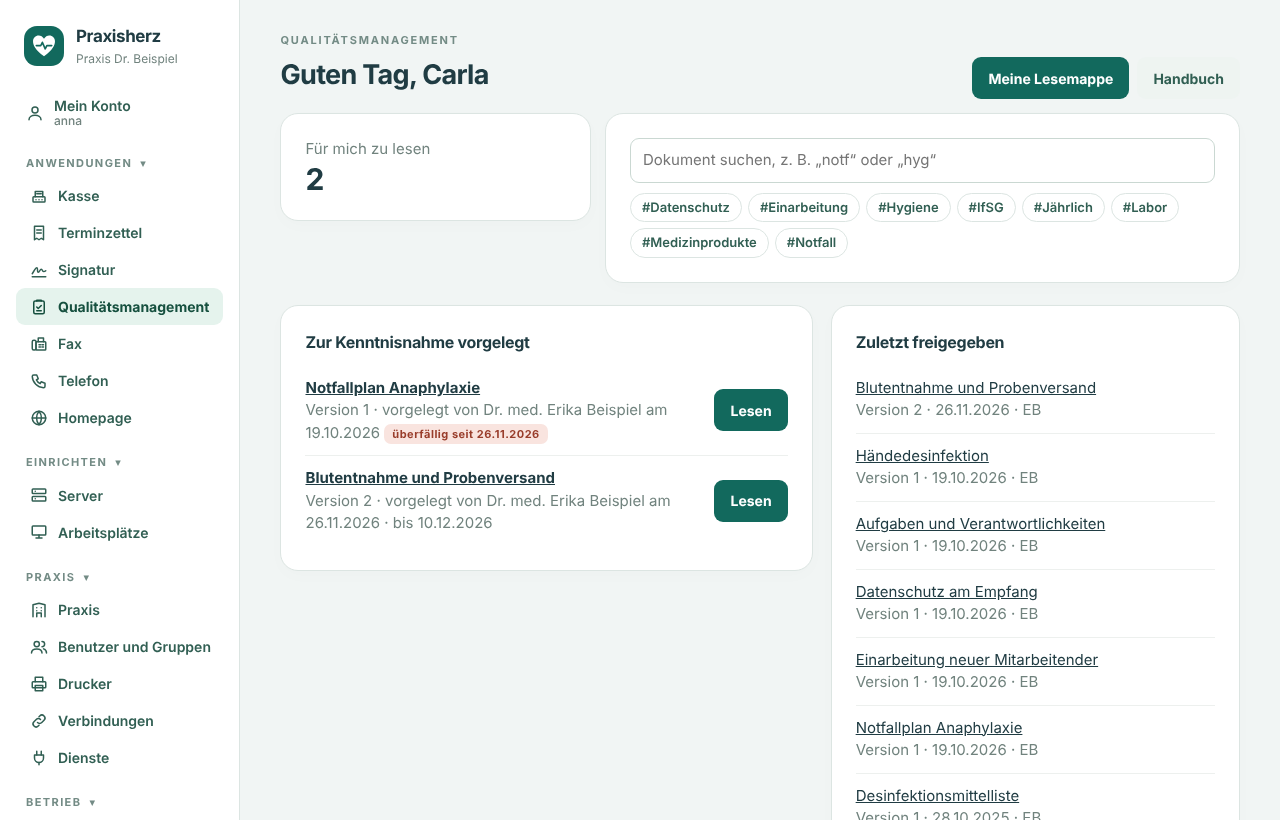 Praxisherz
Praxis Dr. Beispiel
Mein Konto
anna
ANWENDUNGEN ▾
Kasse
Terminzettel
Signatur
Qualitätsmanagement
Fax
Telefon
Homepage
EINRICHTEN ▾
Server
Arbeitsplätze
PRAXIS ▾
Praxis
Benutzer und Gruppen
Drucker
Verbindungen
Dienste
BETRIEB ▾
QUALITÄTSMANAGEMENT
Guten Tag, Carla
Meine Lesemappe
Handbuch
Für mich zu lesen
2
Dokument suchen, z. B. „notf“ oder „hyg“
#Datenschutz #Einarbeitung #Hygiene #IfSG #Jährlich #Labor
#Medizinprodukte #Notfall
Zur Kenntnisnahme vorgelegt
Notfallplan Anaphylaxie
Version 1 · vorgelegt von Dr. med. Erika Beispiel am
19.10.2026 überfällig seit 26.11.2026
Lesen
Blutentnahme und Probenversand
Version 2 · vorgelegt von Dr. med. Erika Beispiel am
26.11.2026 · bis 10.12.2026
Lesen
Zuletzt freigegeben
Blutentnahme und Probenversand
Version 2 · 26.11.2026 · EB
Händedesinfektion
Version 1 · 19.10.2026 · EB
Aufgaben und Verantwortlichkeiten
Version 1 · 19.10.2026 · EB
Datenschutz am Empfang
Version 1 · 19.10.2026 · EB
Einarbeitung neuer Mitarbeitender
Version 1 · 19.10.2026 · EB
Notfallplan Anaphylaxie
Version 1 · 19.10.2026 · EB
Desinfektionsmittelliste
Version 1 · 28.10.2025 · EB